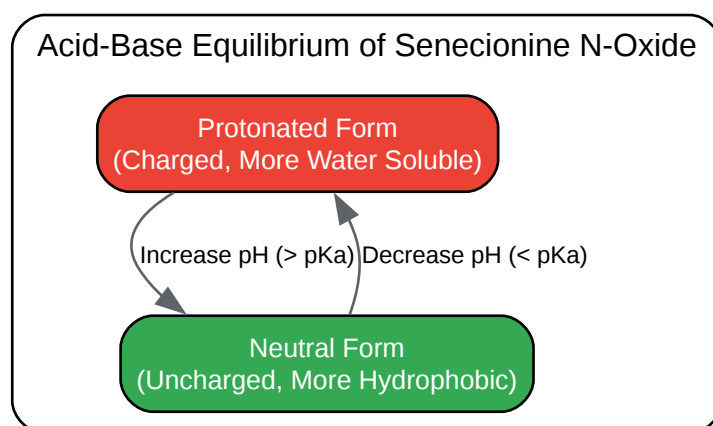 Acid-Base Equilibrium of Senecionine N-Oxide
Protonated Form
(Charged, More Water Soluble)
Increase pH (> pKa)
Decrease pH (< pKa)
Neutral Form
(Uncharged, More Hydrophobic)